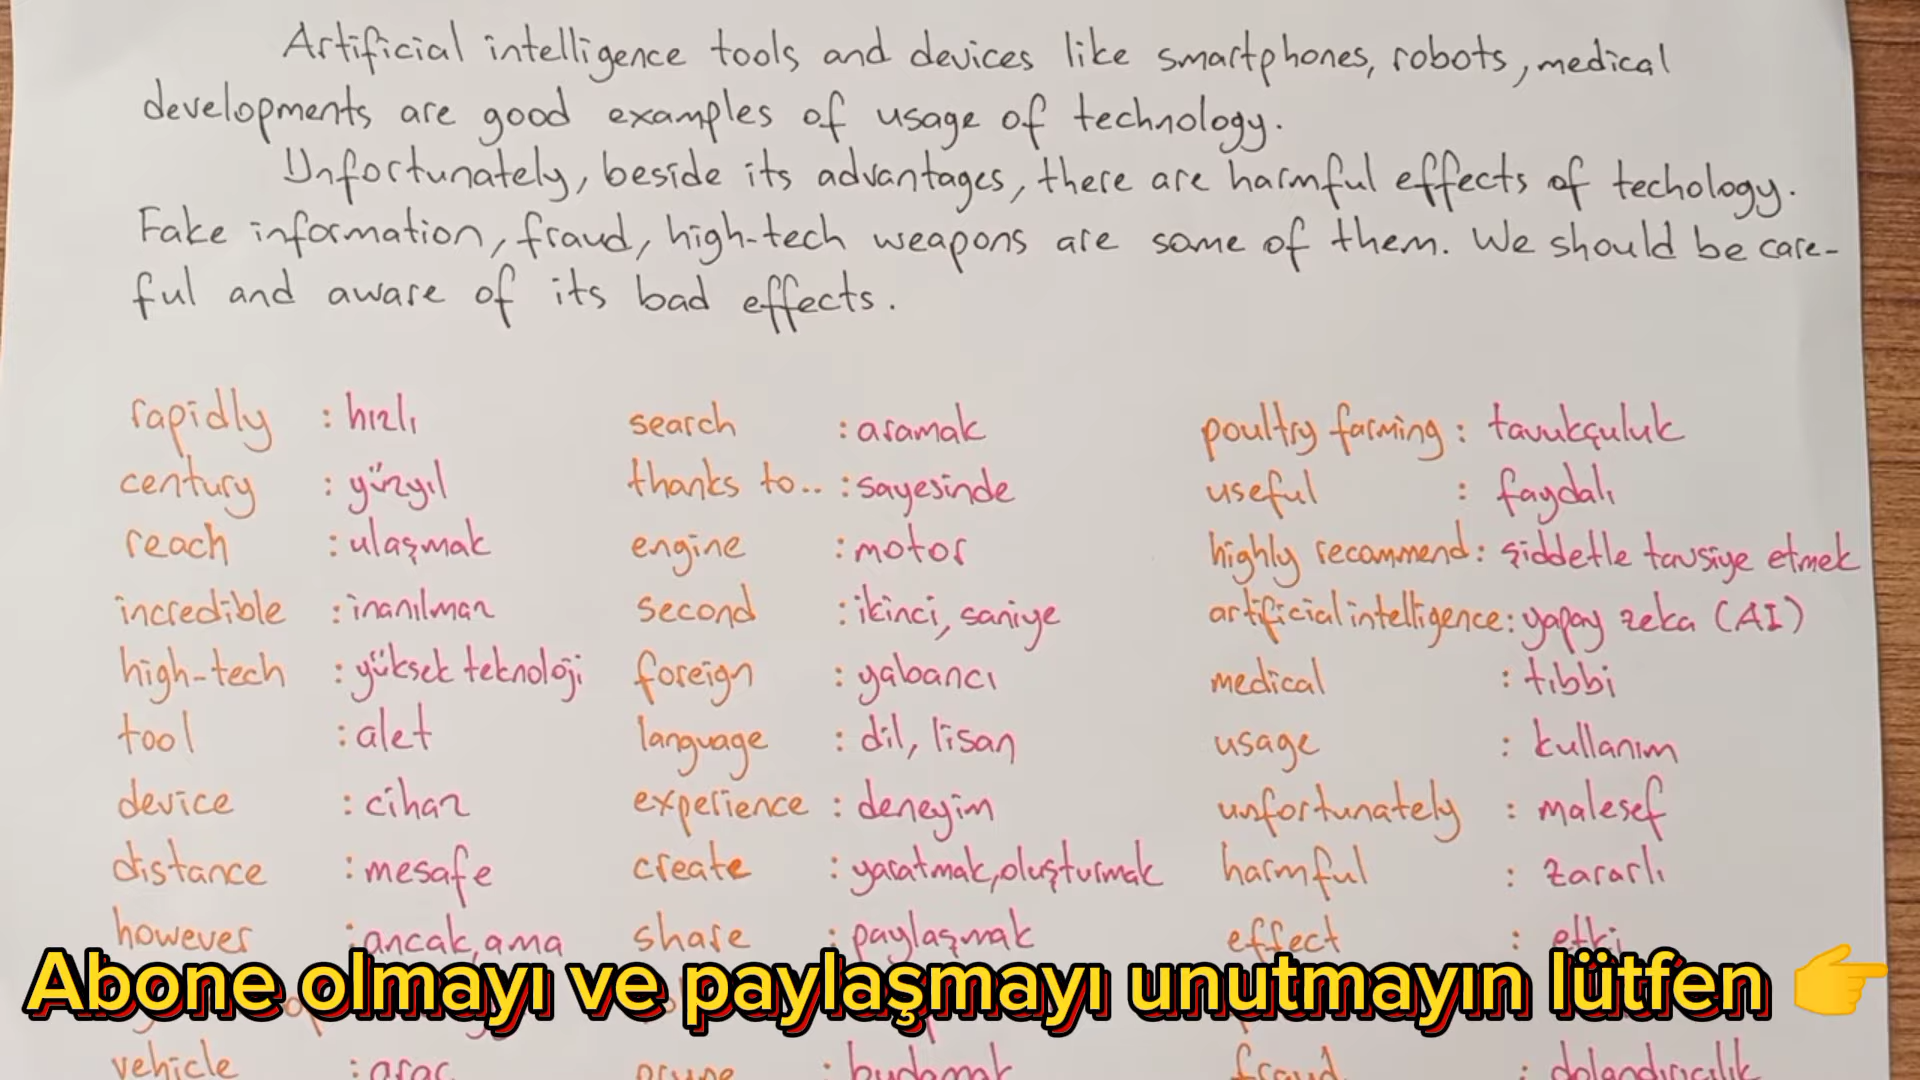 Artificial intelligence tools and devices like smartphones, robots, medical
developments are good examples of usage of technology.
Unfortunately, beside its advantages, there are harmful effects of techology.
Fake information, fraud, high-tech weapons are some of them. We should be care-
ful and aware of its bad effects.
rapidly : hızlı
century : yüzyıl
reach : ulaşmak
incredible : inanılmaz
high-tech : yüksek teknoloji
tool : alet
device : cihaz
distance : mesafe
however : ancak, ama
vehicle : araç
search : aramak
thanks to.. : sayesinde
engine : motor
second : ikinci, saniye
foreign : yabancı
language : dil, lisan
experience : deneyim
create : yaratmak, oluşturmak
share : paylaşmak
prune : budamak
poultry farming : tavukçuluk
useful : faydalı
highly recommend : şiddetle tavsiye etmek
artificial intelligence : yapay zeka (AI)
medical : tıbbi
usage : kullanım
unfortunately : malesef
harmful : zararlı
effect : etki
fraud : dolandırıcılık
Abone olmayı ve paylaşmayı unutmayın lütfen